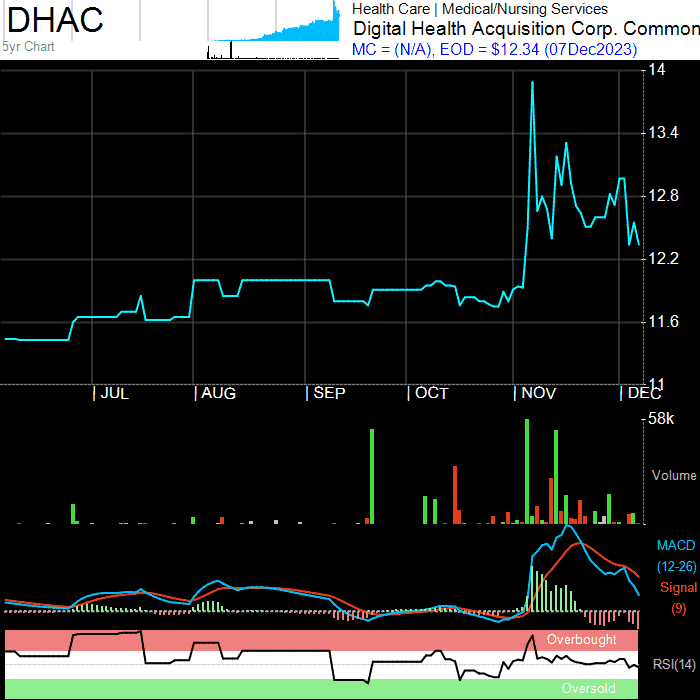 DHAC
5yr Chart
Health Care | Medical/Nursing Services
Digital Health Acquisition Corp. Common
MC = (N/A), EOD = $12.34 (07Dec2023)
14
13.4
12.8
12.2
11.6
11
JUL AUG SEP OCT NOV DEC
58k
Volume
MACD
(12-26)
Signal
(9)
Overbought
RSI(14)
Oversold